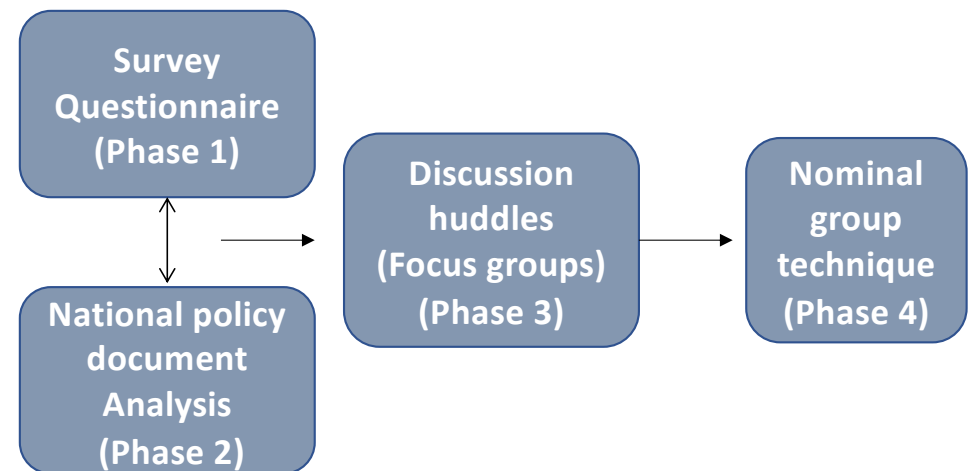 Survey
Questionnaire
(Phase 1)
National policy
document
Analysis
(Phase 2)
Discussion
huddles
(Focus groups)
(Phase 3)
Nominal
group
technique
(Phase 4)